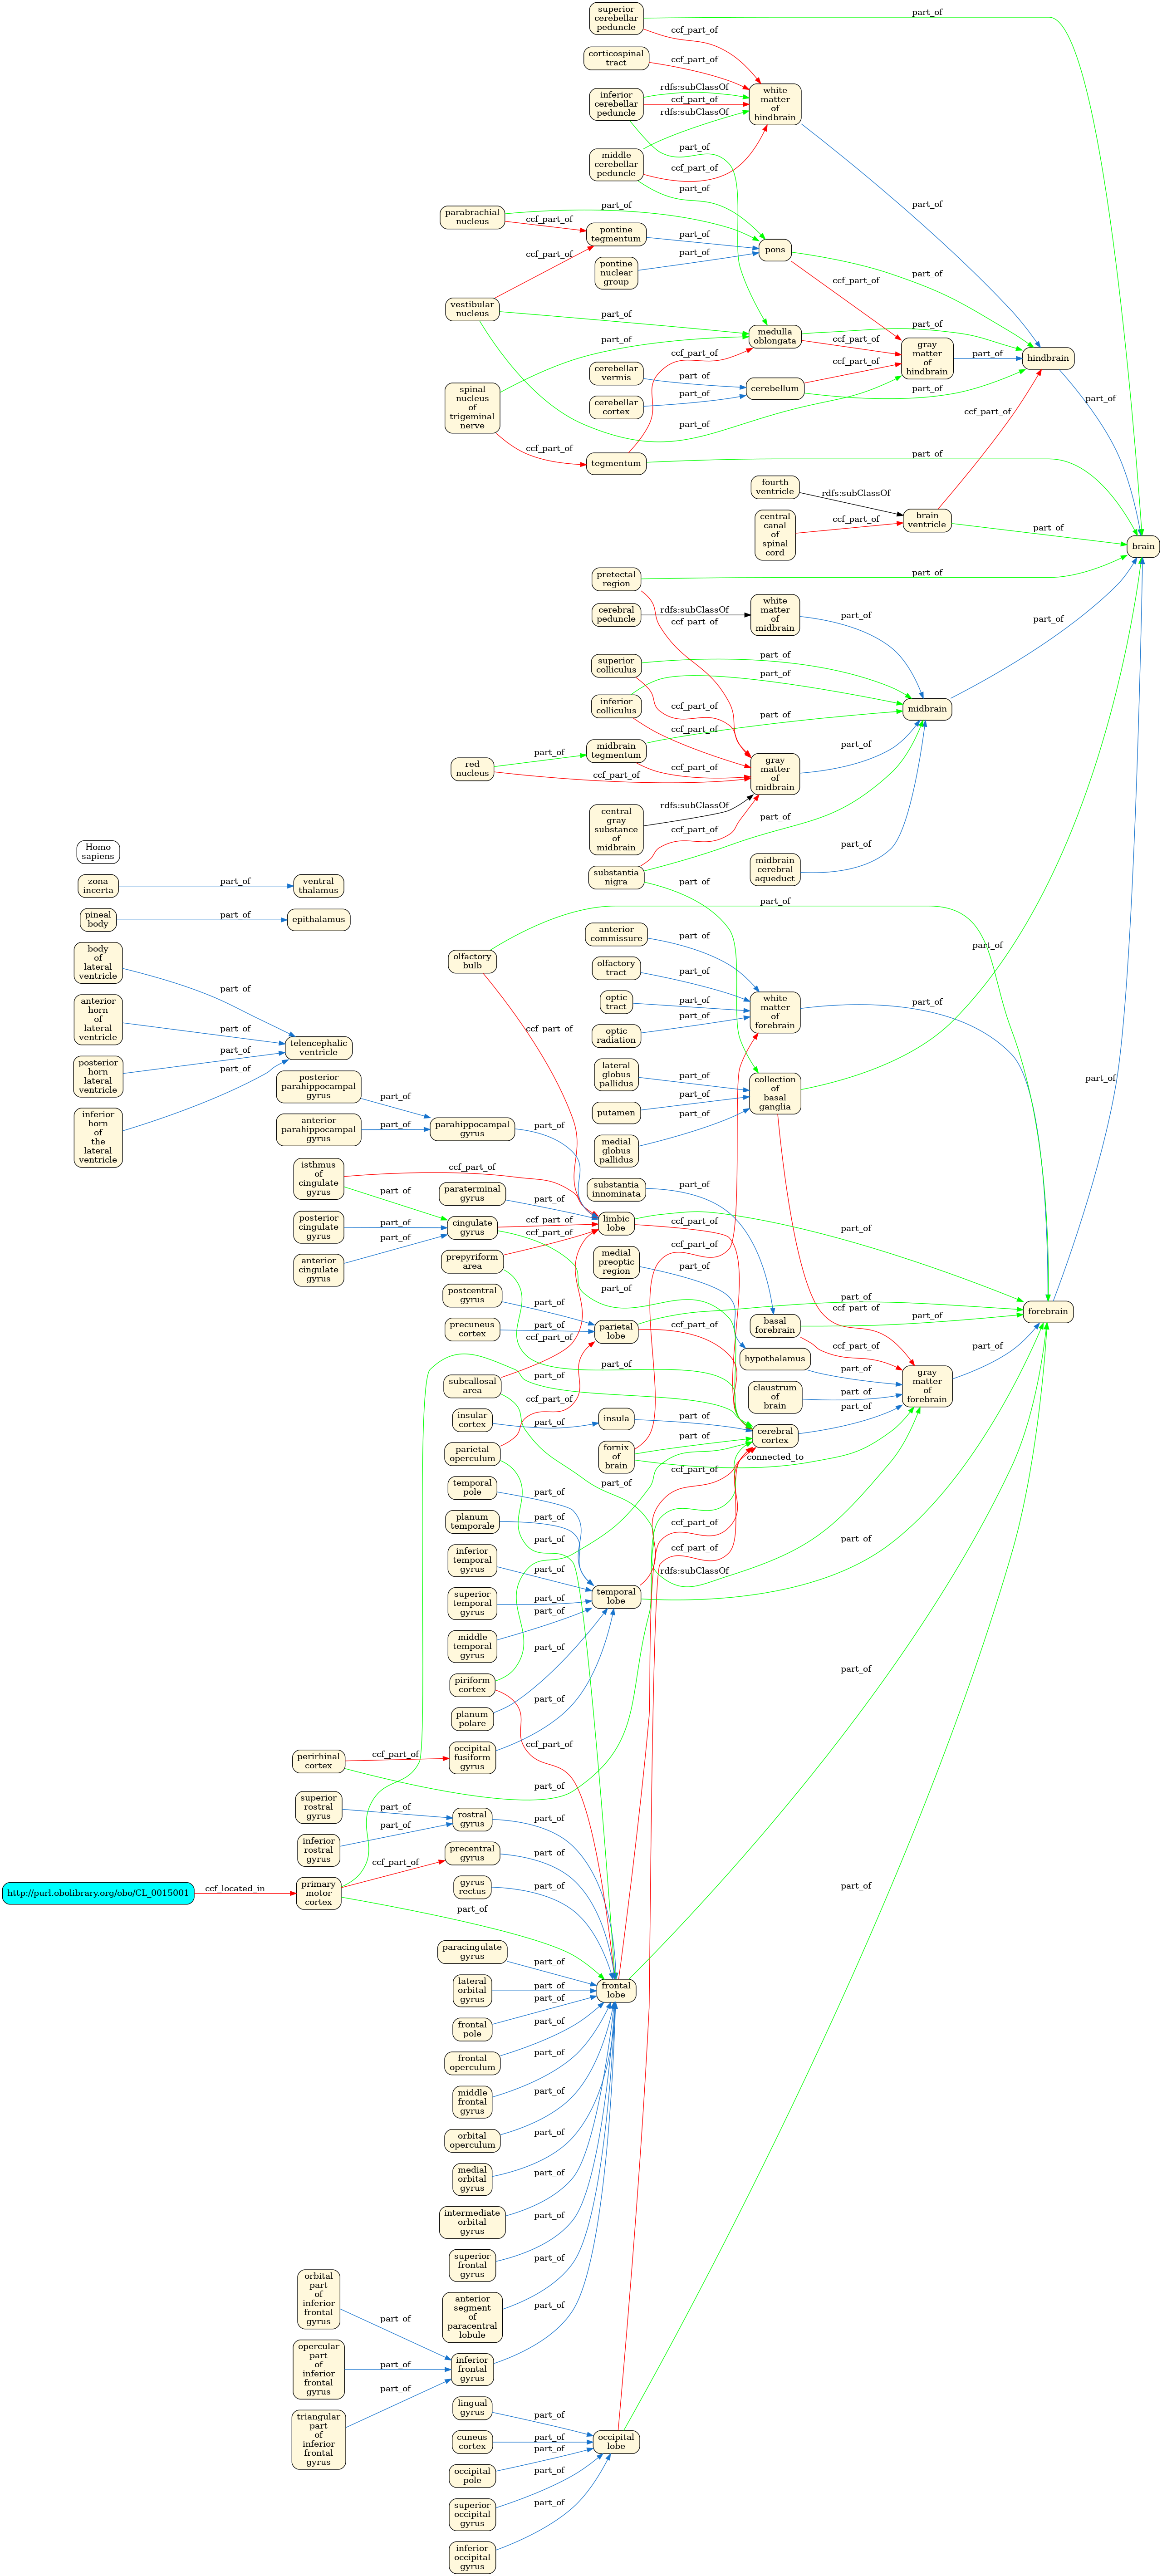 superior
cerebellar
peduncle
part_of
ccf_part_of
corticospinal
tract
ccf_part_of
inferior
cerebellar
peduncle
rdfs:subClassOf
ccf_part_of
rdfs:subClassOf
part_of
white
matter
of
hindbrain
middle
cerebellar
peduncle
ccf_part_of
part_of
part_of
parabrachial
nucleus
part_of
ccf_part_of
pontine
tegmentum
part_of
pons
part_of
pontine
nuclear
group
part_of
ccf_part_of
ccf_part_of
vestibular
nucleus
part_of
part_of
medulla
oblongata
part_of
ccf_part_of
gray
matter
of
hindbrain
part_of
hindbrain
part_of
ccf_part_of
cerebellar
vermis
part_of
cerebellum
ccf_part_of
part_of
cerebellar
cortex
part_of
spinal
nucleus
of
trigeminal
nerve
part_of
ccf_part_of
part_of
tegmentum
part_of
ccf_part_of
fourth
ventricle
rdfs:subClassOf
central
canal
of
spinal
cord
ccf_part_of
brain
ventricle
part_of
brain
pretectal
region
part_of
ccf_part_of
cerebral
peduncle
rdfs:subClassOf
white
matter
of
midbrain
part_of
part_of
superior
colliculus
part_of
ccf_part_of
inferior
colliculus
part_of
ccf_part_of
midbrain
midbrain
tegmentum
part_of
ccf_part_of
red
nucleus
part_of
ccf_part_of
gray
matter
of
midbrain
part_of
central
gray
substance
of
midbrain
rdfs:subClassOf
ccf_part_of
part_of
substantia
nigra
part_of
midbrain
cerebral
aqueduct
part_of
Homo
sapiens
zona
incerta
part_of
ventral
thalamus
pineal
body
part_of
epithalamus
body
of
lateral
ventricle
part_of
anterior
horn
of
lateral
ventricle
part_of
posterior
horn
lateral
ventricle
part_of
inferior
horn
of
the
lateral
ventricle
part_of
telencephalic
ventricle
olfactory
bulb
part_of
ccf_part_of
anterior
commissure
part_of
olfactory
tract
part_of
optic
tract
part_of
optic
radiation
part_of
white
matter
of
forebrain
part_of
part_of
lateral
globus
pallidus
part_of
putamen
part_of
medial
globus
pallidus
part_of
collection
of
basal
ganglia
part_of
posterior
parahippocampal
gyrus
part_of
anterior
parahippocampal
gyrus
part_of
parahippocampal
gyrus
part_of
isthmus
of
cingulate
gyrus
ccf_part_of
part_of
posterior
cingulate
gyrus
part_of
anterior
cingulate
gyrus
part_of
paraterminal
gyrus
part_of
cingulate
gyrus
ccf_part_of
ccf_part_of
prepyriform
area
substantia
innominata
part_of
limbic
lobe
ccf_part_of
part_of
medial
preoptic
region
part_of
ccf_part_of
part_of
postcentral
gyrus
part_of
precuneus
cortex
part_of
ccf_part_of
parietal
lobe
part_of
ccf_part_of
basal
forebrain
part_of
ccf_part_of
ccf_part_of
forebrain
hypothalamus
part_of
gray
matter
of
forebrain
part_of
claustrum
of
brain
part_of
part_of
subcallosal
area
part_of
part_of
ccf_part_of
insular
cortex
part_of
insula
part_of
cerebral
cortex
part_of
parietal
operculum
fornix
of
brain
part_of
connected_to
ccf_part_of
part_of
temporal
pole
part_of
planum
temporale
part_of
part_of
ccf_part_of
ccf_part_of
rdfs:subClassOf
part_of
inferior
temporal
gyrus
part_of
superior
temporal
gyrus
part_of
middle
temporal
gyrus
part_of
temporal
lobe
piriform
cortex
part_of
planum
polare
part_of
ccf_part_of
part_of
perirhinal
cortex
ccf_part_of
occipital
fusiform
gyrus
part_of
superior
rostral
gyrus
part_of
inferior
rostral
gyrus
part_of
rostral
gyrus
part_of
precentral
gyrus
part_of
gyrus
rectus
part_of
http://purl.obolibrary.org/obo/CL_0015001
ccf_located_in
primary
motor
cortex
ccf_part_of
part_of
part_of
paracingulate
gyrus
part_of
lateral
orbital
gyrus
part_of
frontal
pole
part_of
frontal
lobe
frontal
operculum
part_of
middle
frontal
gyrus
part_of
orbital
operculum
part_of
medial
orbital
gyrus
part_of
intermediate
orbital
gyrus
part_of
superior
frontal
gyrus
part_of
anterior
segment
of
paracentral
lobule
part_of
orbital
part
of
inferior
frontal
gyrus
part_of
opercular
part
of
inferior
frontal
gyrus
part_of
triangular
part
of
inferior
frontal
gyrus
part_of
inferior
frontal
gyrus
part_of
lingual
gyrus
part_of
cuneus
cortex
part_of
occipital
pole
part_of
occipital
lobe
superior
occipital
gyrus
part_of
inferior
occipital
gyrus
part_of